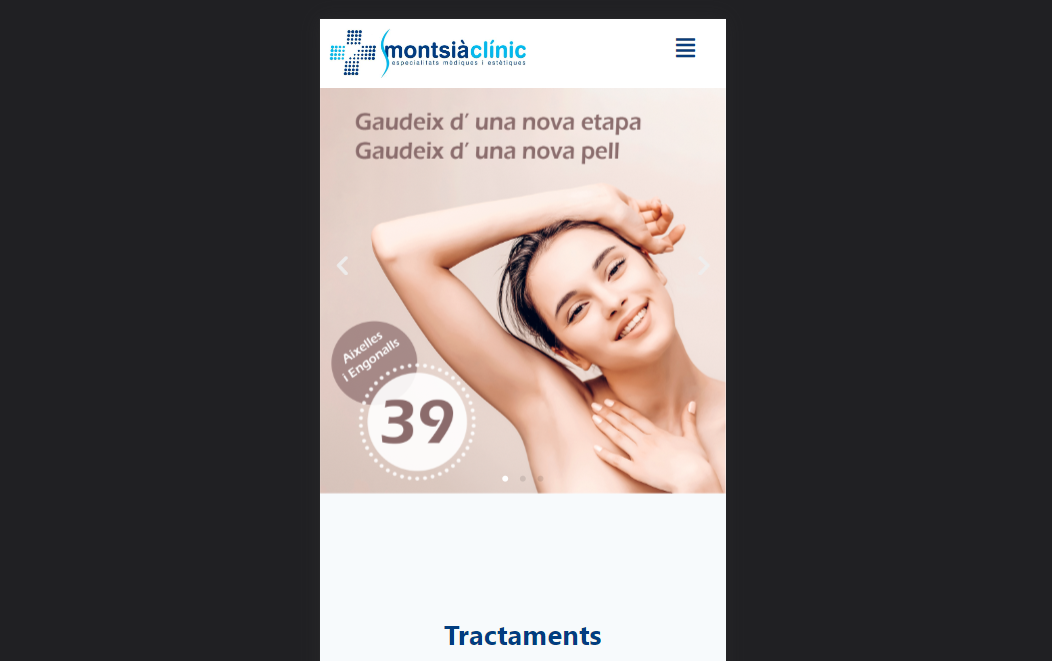 montsiàclínic
especialitats mèdiques i estètiques
Gaudeix d’ una nova etapa
Gaudeix d’ una nova pell
Aixelles
i Engonalls
39
Tractaments